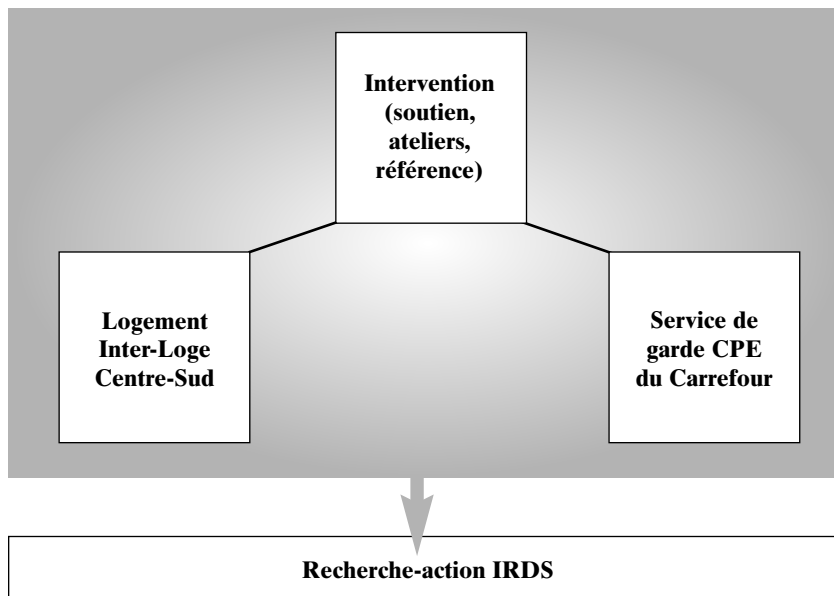 Intervention
(soutien,
ateliers,
référence)
Logement
Inter-Loge
Centre-Sud
Service de
garde CPE
du Carrefour
Recherche-action IRDS